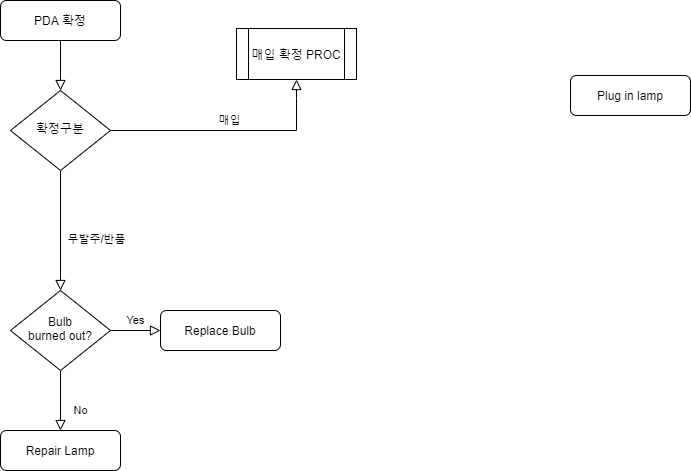 PDA 확정
매입 확정 PROC
Plug in lamp
확정구분
매입
무발주/반품
Bulb
burned out?
Yes
Replace Bulb
No
Repair Lamp